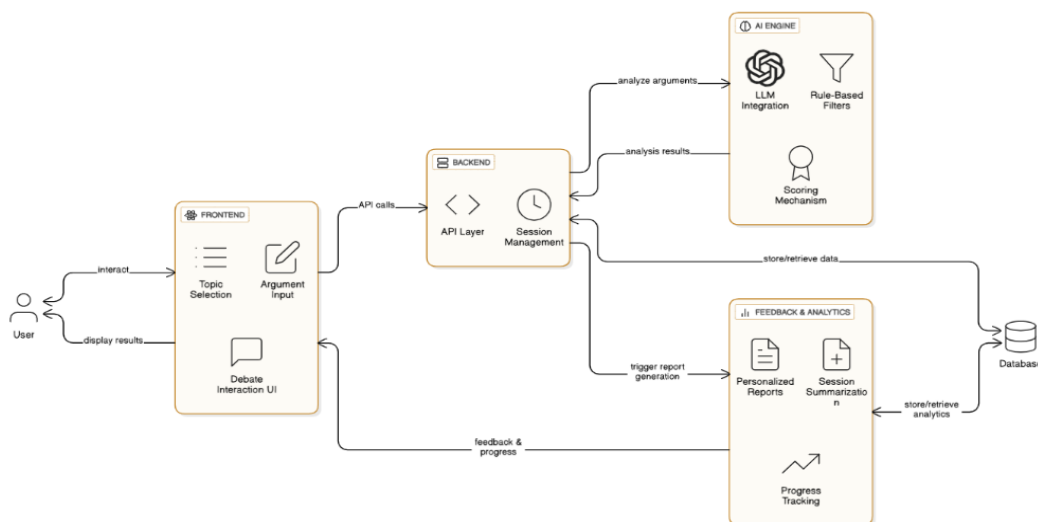 AI ENGINE
LLM
Integration
Rule-Based
Filters
Scoring
Mechanism
analyze arguments
analysis results
BACKEND
API Layer
Session
Management
API calls
FRONTEND
Topic
Selection
Argument
Input
Debate
Interaction UI
interact
User
display results
store/retrieve data
FEEDBACK & ANALYTICS
Personalized
Reports
Session
Summarizatio
n
Progress
Tracking
trigger report
generation
Database
store/retrieve
analytics
feedback &
progress